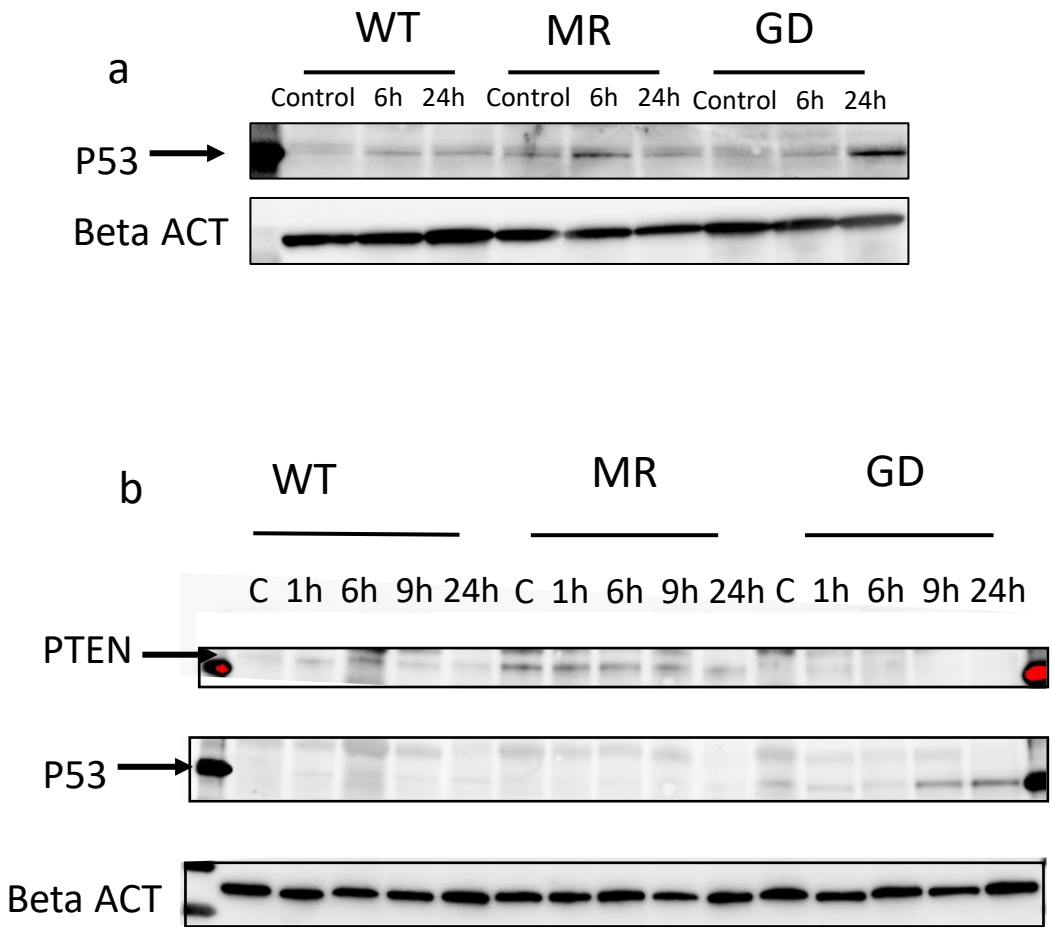 WT MR GD
a
Control 6h 24h Control 6h 24h Control 6h 24h
P53
Beta ACT
b WT MR GD
C 1h 6h 9h 24h C 1h 6h 9h 24h C 1h 6h 9h 24h
PTEN
P53
Beta ACT